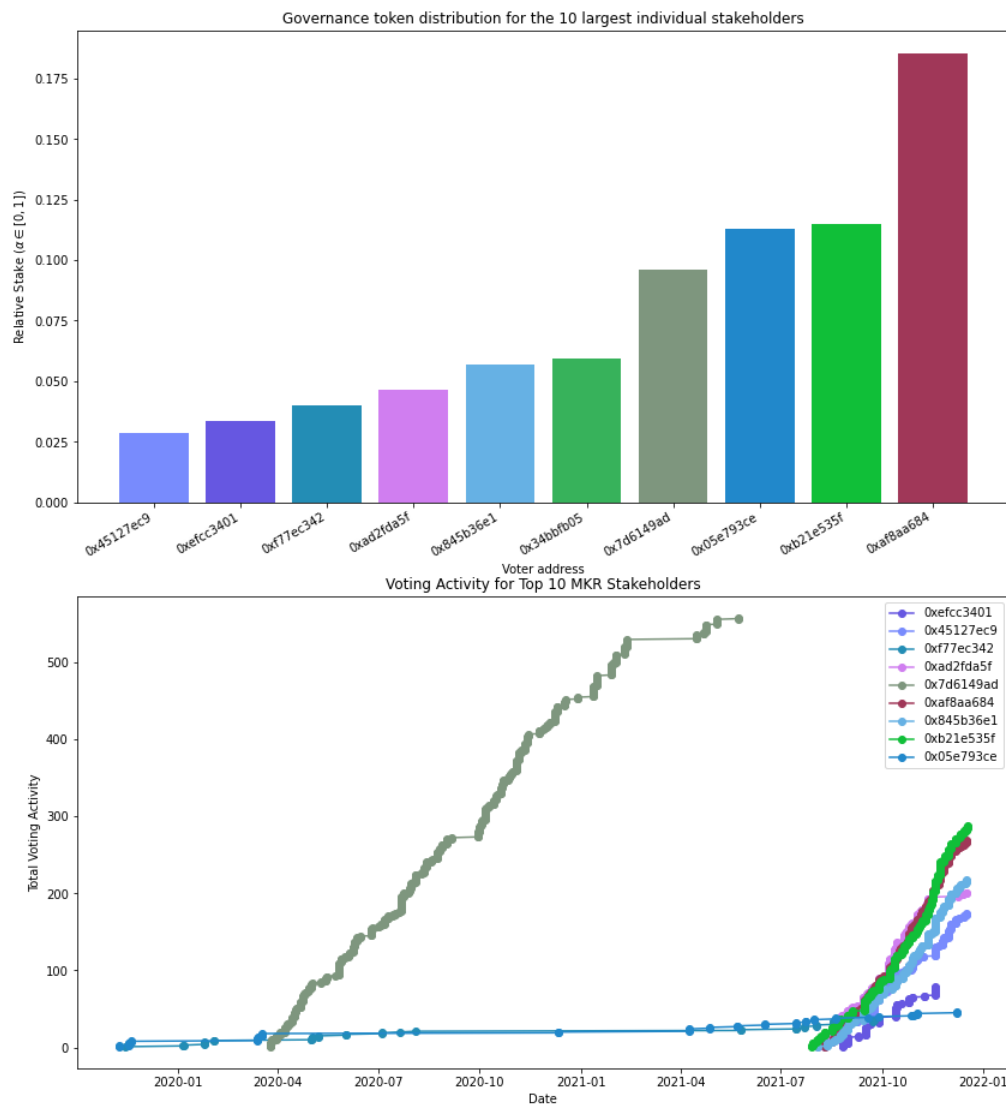 Governance token distribution for the 10 largest individual stakeholders
Relative Stake (α ∈ [0, 1])
0.175
0.150
0.125
0.100
0.075
0.050
0.025
0.000
0x45127ec9
0xefcc3401
0xf77ec342
0xad2fda5f
0x845b36e1
0x34bbfb05
0x7d6149ad
0x05e793ce
0xb21e535f
0xaf8aa684
Voter address
Voting Activity for Top 10 MKR Stakeholders
Total Voting Activity
500
400
300
200
100
0
0xefcc3401
0x45127ec9
0xf77ec342
0xad2fda5f
0x7d6149ad
0xaf8aa684
0x845b36e1
0xb21e535f
0x05e793ce
2020-01
2020-04
2020-07
2020-10
2021-01
2021-04
2021-07
2021-10
2022-01
Date